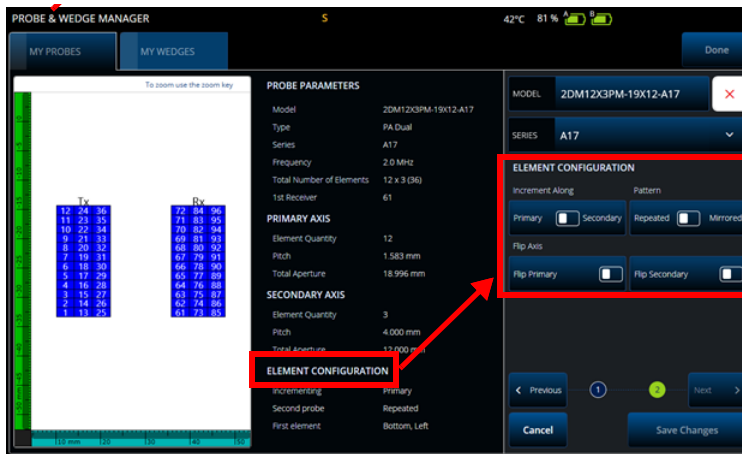 PROBE & WEDGE MANAGER
S
42°C 81 % A B
MY PROBES
MY WEDGES
Done
To zoom use the zoom key
Tx
12 24 36
11 23 35
10 22 34
9 21 33
8 20 32
7 19 31
6 18 30
5 17 29
4 16 28
3 15 27
2 14 26
1 13 25
Rx
72 84 96
71 83 95
70 82 94
69 81 93
68 80 92
67 79 91
66 78 90
65 77 89
64 76 88
63 75 87
62 74 86
61 73 85
10 mm 20 30 40 50
PROBE PARAMETERS
Model 2DM12X3PM-19X12-A17
Type PA Dual
Series A17
Frequency 2.0 MHz
Total Number of Elements 12 x 3 (36)
1st Receiver 61
PRIMARY AXIS
Element Quantity 12
Pitch 1.583 mm
Total Aperture 18.996 mm
SECONDARY AXIS
Element Quantity 3
Pitch 4.000 mm
Total Aperture 12.000 mm
ELEMENT CONFIGURATION
Incrementing Primary
Second probe Repeated
First element Bottom, Left
MODEL 2DM12X3PM-19X12-A17
SERIES A17
ELEMENT CONFIGURATION
Increment Along Pattern
Primary Secondary Repeated Mirrored
Flip Axis
Flip Primary Flip Secondary
Previous 1 2 Next
Cancel Save Changes